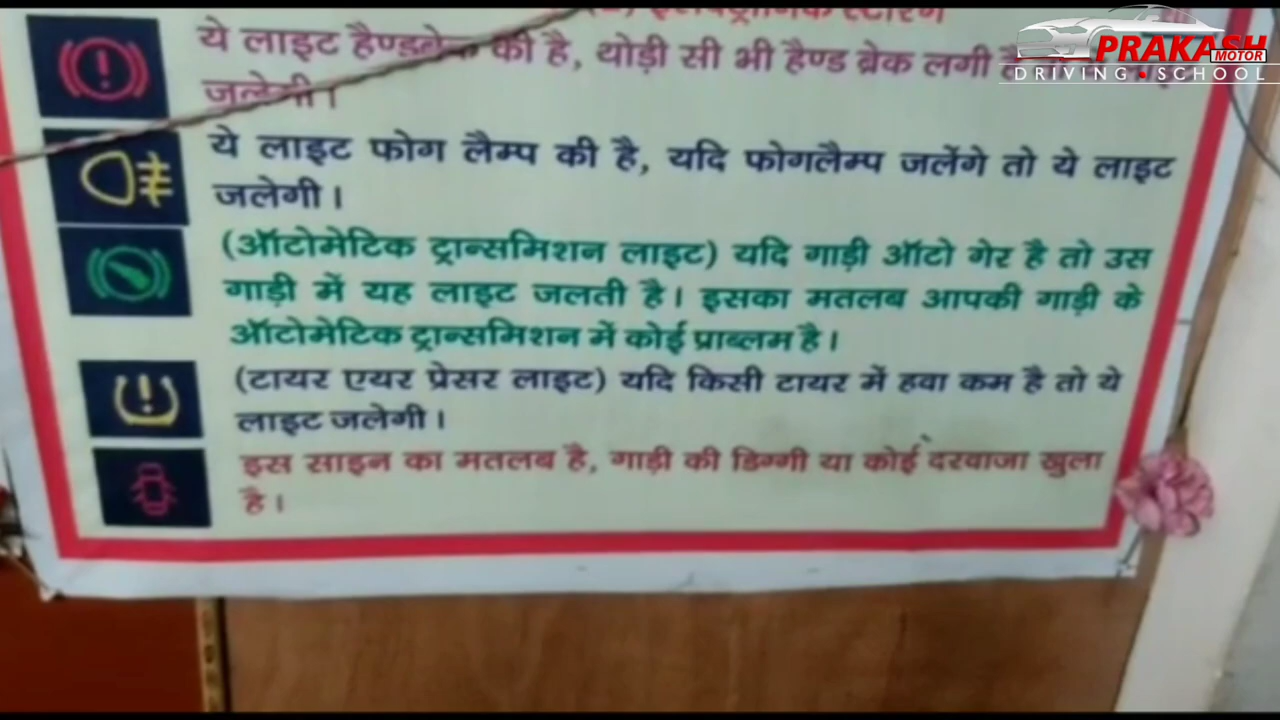 PRAKASH
MOTOR
DRIVING SCHOOL
ये लाइट हैण्डब्रेक की है, थोड़ी सी भी हैण्ड ब्रेक लगी
जलेगी।
ये लाइट फोग लैम्प की है, यदि फोगलैम्प जलेंगे तो ये लाइट
जलेगी।
(ऑटोमेटिक ट्रान्समिशन लाइट) यदि गाड़ी ऑटो गेर है तो उस
गाड़ी में यह लाइट जलती है। इसका मतलब आपकी गाड़ी के
ऑटोमेटिक ट्रान्समिशन में कोई प्राब्लम है।
(टायर एयर प्रेसर लाइट) यदि किसी टायर में हवा कम है तो ये
लाइट जलेगी।
इस साइन का मतलब है, गाड़ी की डिग्गी या कोई दरवाजा खुला
है।